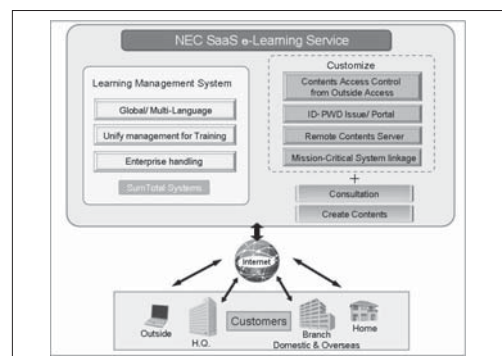 NEC SaaS e-Learning Service
Learning Management System
Global/ Multi-Language
Unify management for Training
Enterprise handling
SumTotal Systems
Customize
Contents Access Control
from Outside Access
ID- PWD Issue/ Portal
Remote Contents Server
Mission-Critical System linkage
+
Consultation
Create Contents
Internet
Outside
H.Q.
Customers
Branch
Domestic & Overseas
Home